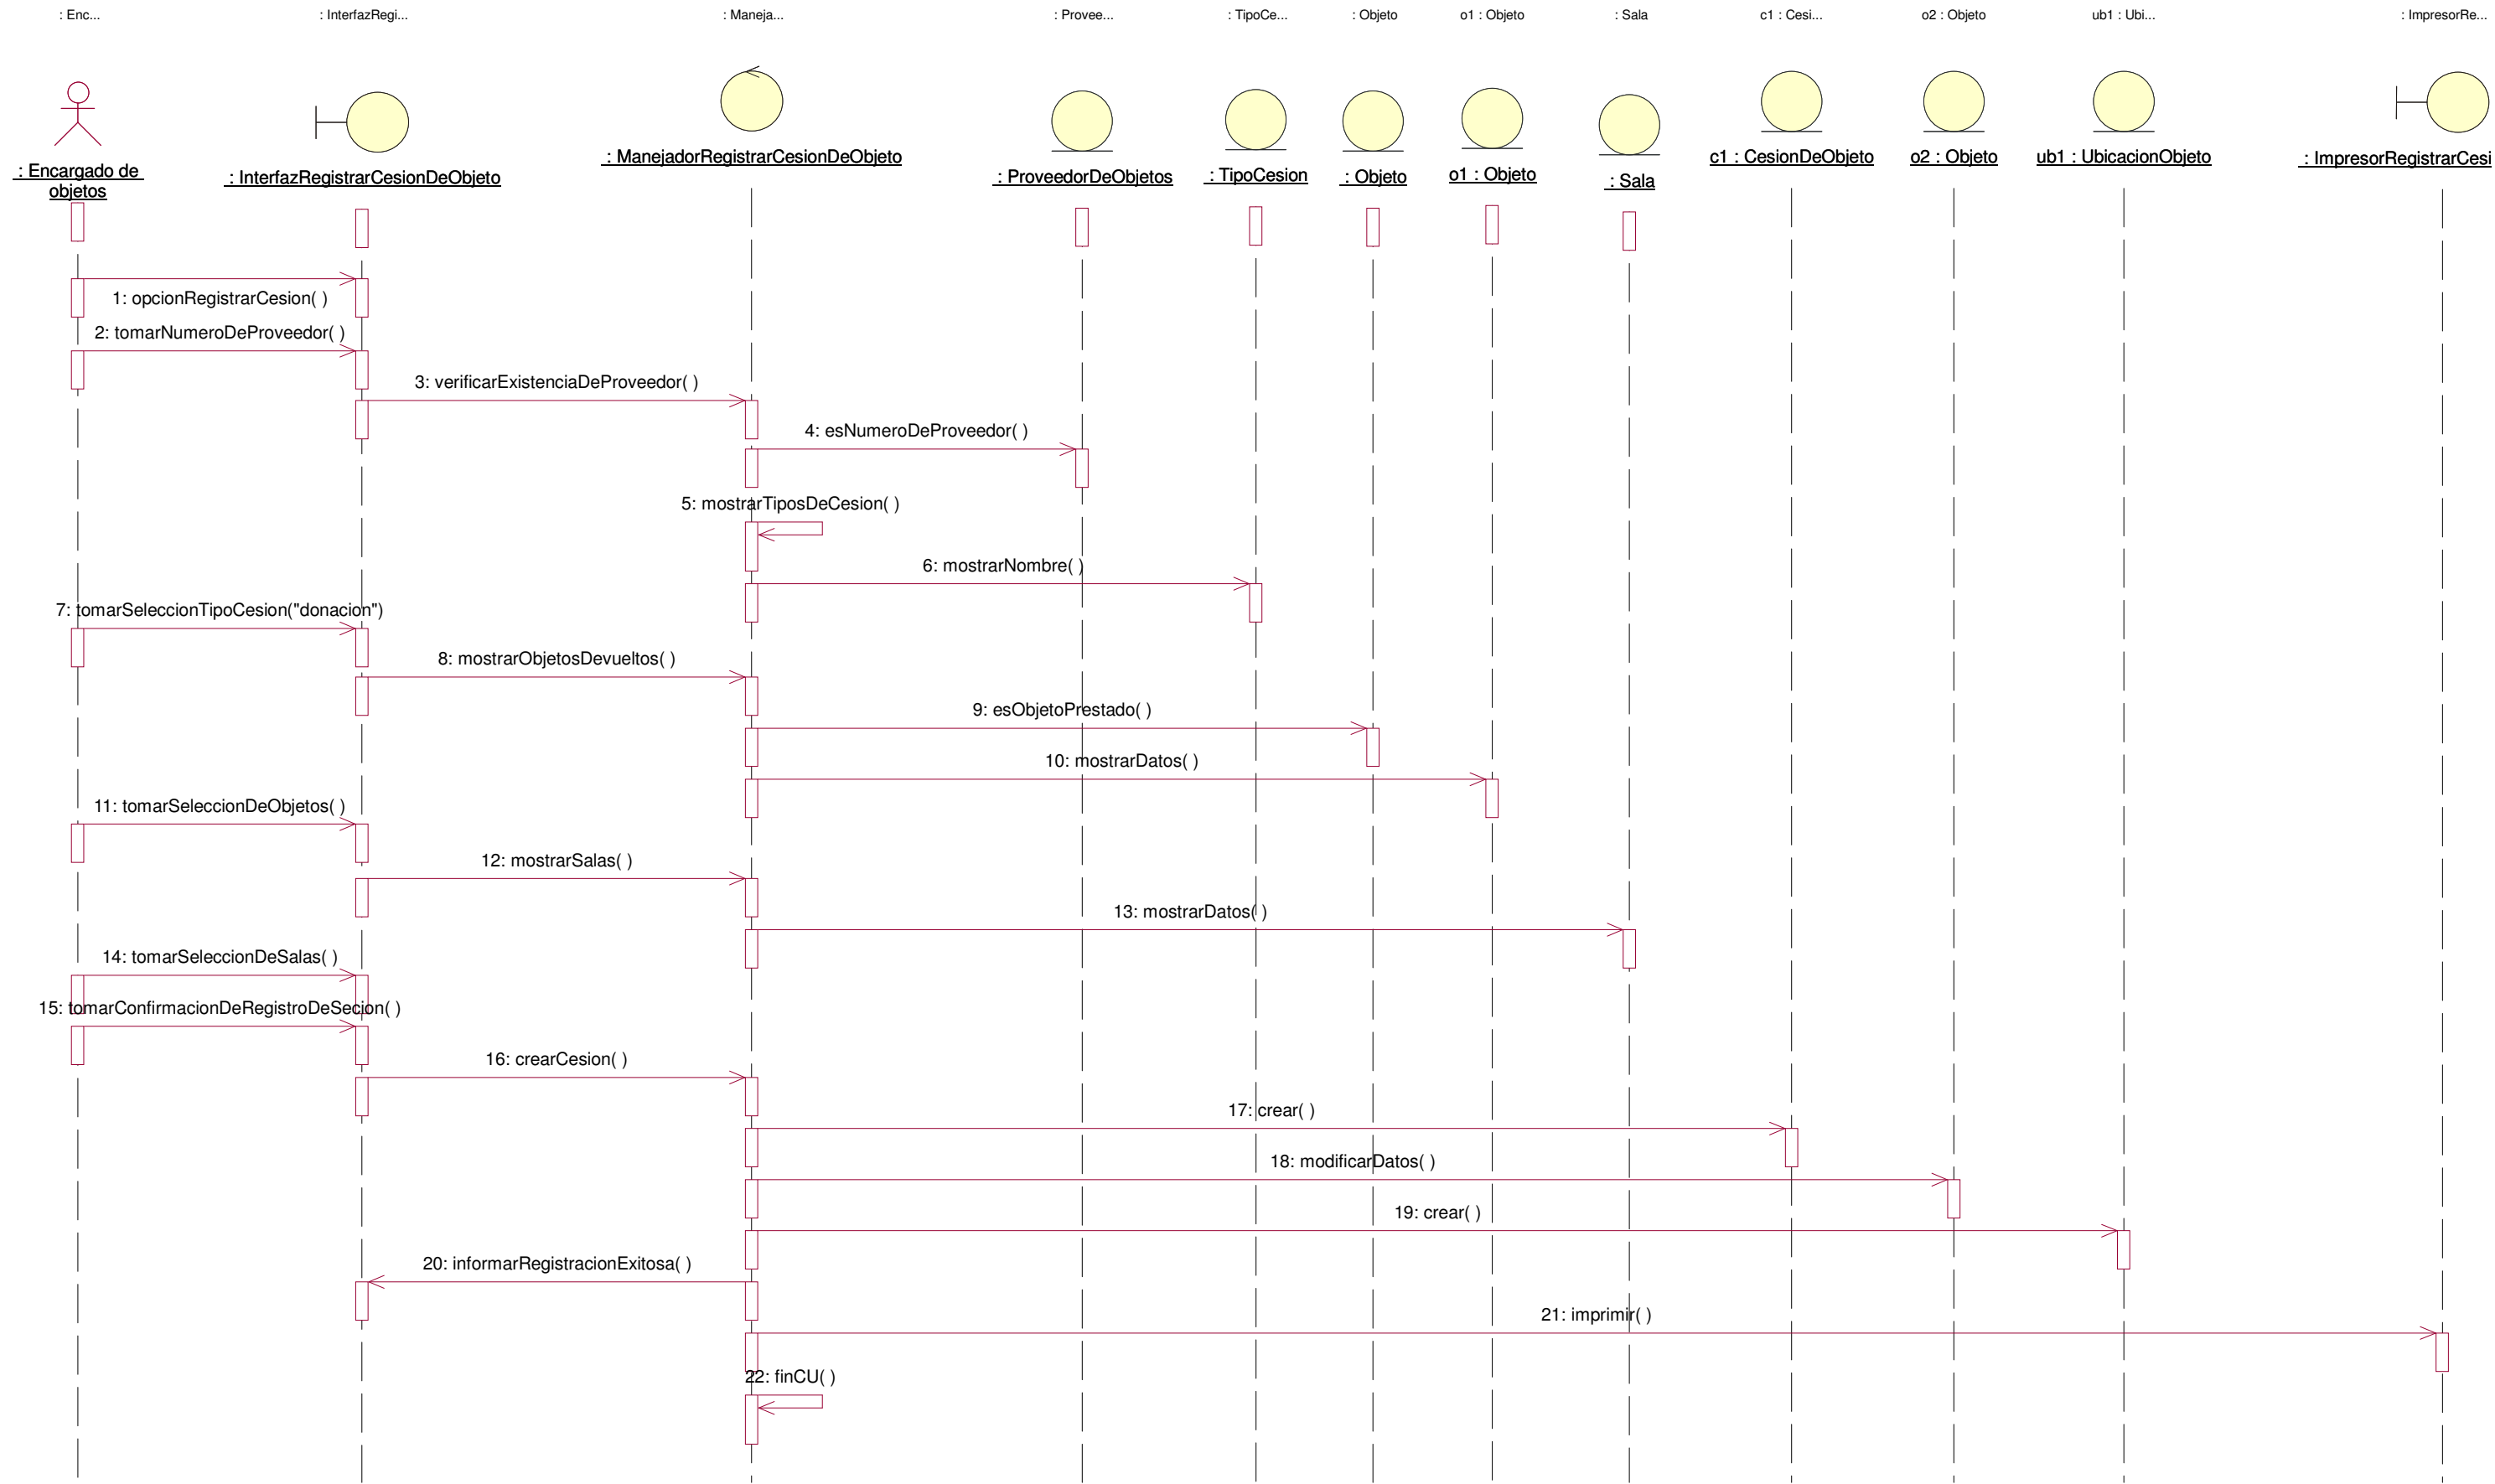 : Enc...
: InterfazRegi...
: Maneja...
: Provee...
: TipoCe...
: Objeto
o1 : Objeto
: Sala
c1 : Cesi...
o2 : Objeto
ub1 : Ubi...
: ImpresorRe...
: Encargado de
objetos
: InterfazRegistrarCesionDeObjeto
: ManejadorRegistrarCesionDeObjeto
: ProveedorDeObjetos
: TipoCesion
: Objeto
o1 : Objeto
: Sala
c1 : CesionDeObjeto
o2 : Objeto
ub1 : UbicacionObjeto
: ImpresorRegistrarCesi
1: opcionRegistrarCesion( )
2: tomarNumeroDeProveedor( )
3: verificarExistenciaDeProveedor( )
4: esNumeroDeProveedor( )
5: mostrarTiposDeCesion( )
6: mostrarNombre( )
7: tomarSeleccionTipoCesion("donacion")
8: mostrarObjetosDevueltos( )
9: esObjetoPrestado( )
10: mostrarDatos( )
11: tomarSeleccionDeObjetos( )
12: mostrarSalas( )
13: mostrarDatos( )
14: tomarSeleccionDeSalas( )
15: tomarConfirmacionDeRegistroDeSecion( )
16: crearCesion( )
17: crear( )
18: modificarDatos( )
19: crear( )
20: informarRegistracionExitosa( )
21: imprimir( )
22: finCU( )